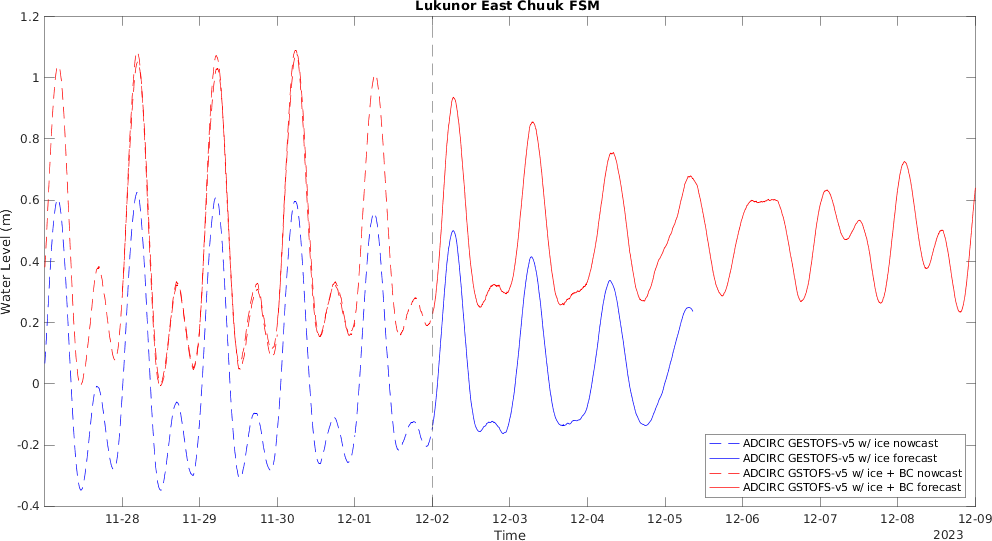 Lukunor East Chuuk FSM
Water Level (m)
1.2
1
0.8
0.6
0.4
0.2
0
-0.2
-0.4
ADCIRC GESTOFS-v5 w/ ice nowcast
ADCIRC GESTOFS-v5 w/ ice forecast
ADCIRC GSTOFS-v5 w/ ice + BC nowcast
ADCIRC GSTOFS-v5 w/ ice + BC forecast
11-28 11-29 11-30 12-01 12-02 12-03 12-04 12-05 12-06 12-07 12-08 12-09
Time
2023